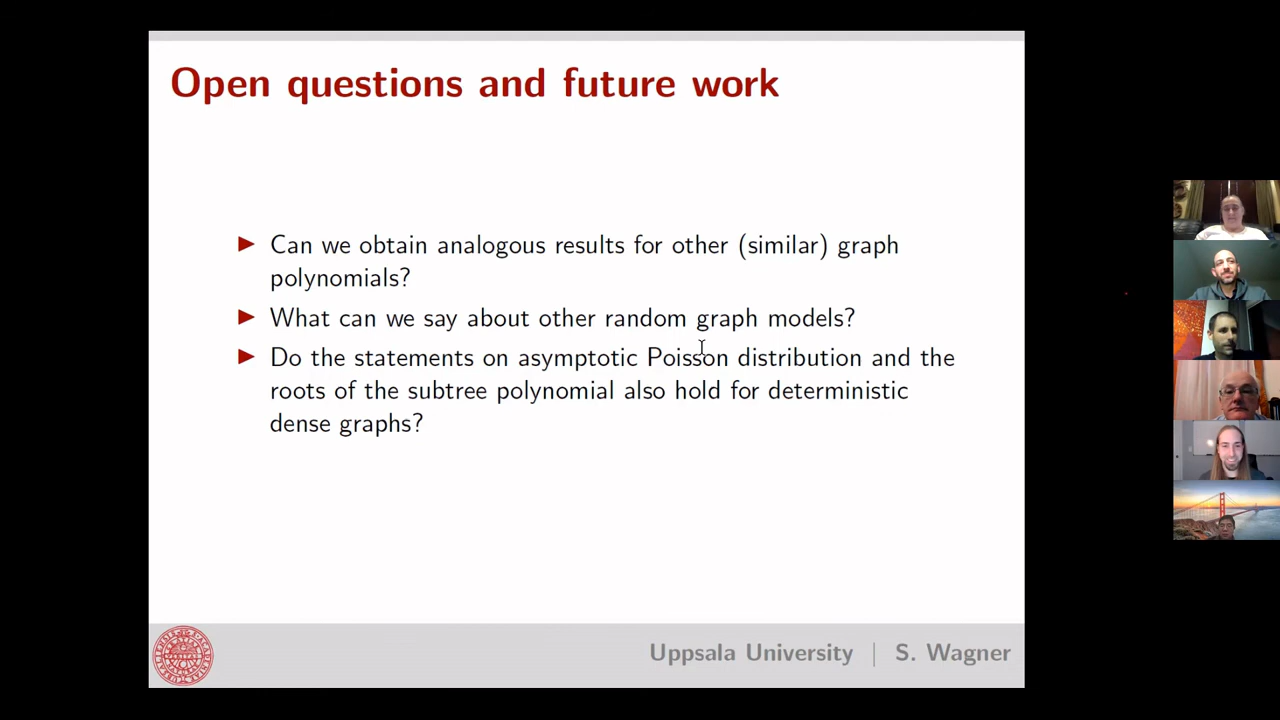 Open questions and future work
▶ Can we obtain analogous results for other (similar) graph
polynomials?
▶ What can we say about other random graph models?
▶ Do the statements on asymptotic Poisson distribution and the
roots of the subtree polynomial also hold for deterministic
dense graphs?
Uppsala University | S. Wagner